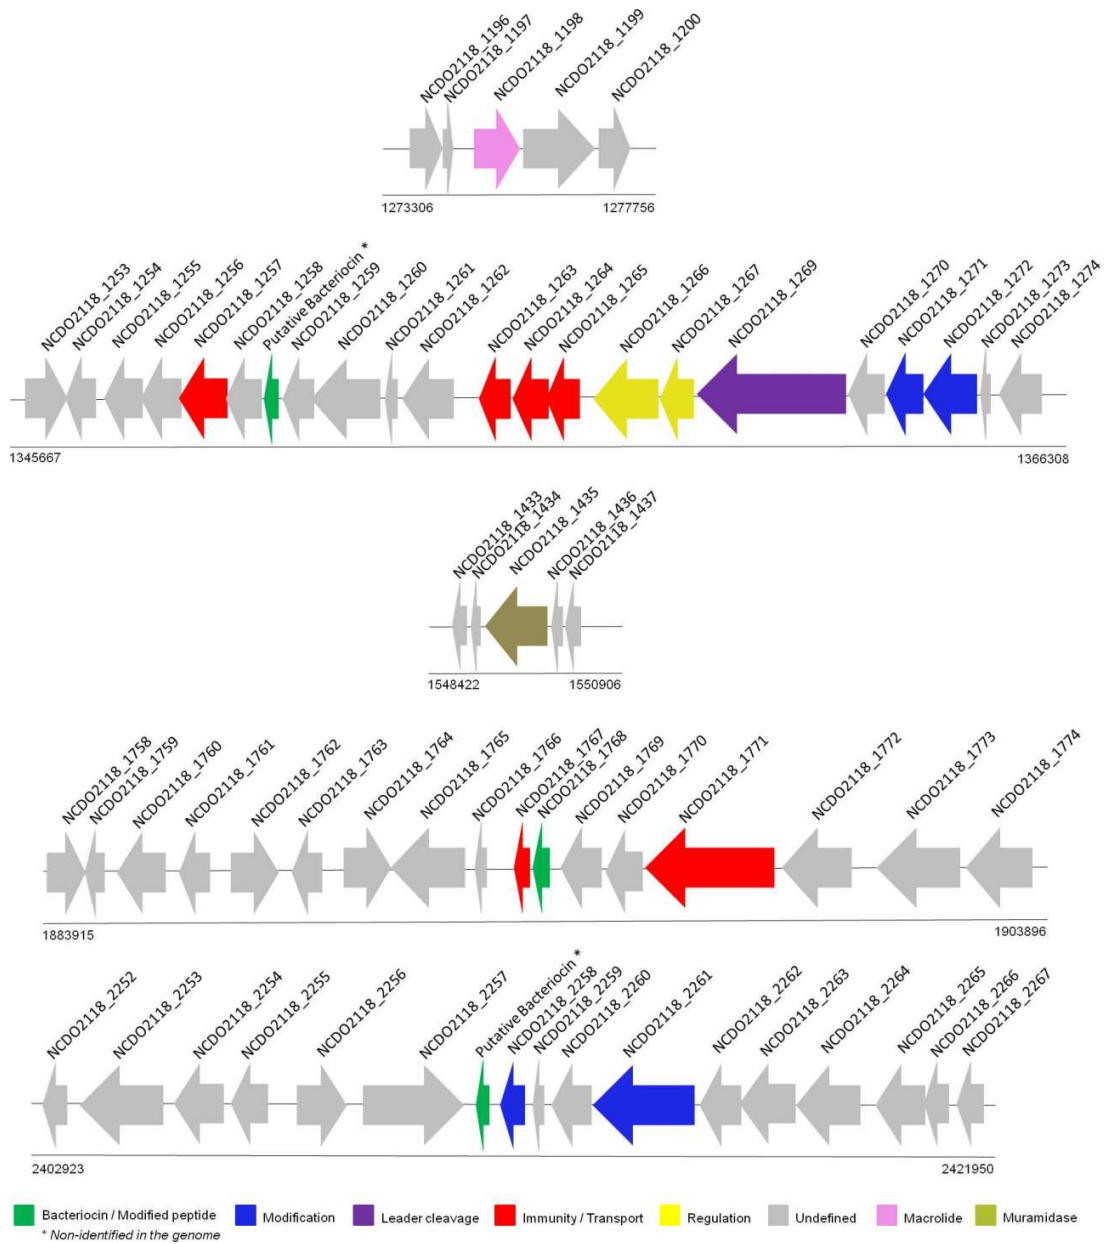 NCDO2118_1196
NCDO2118_1197
NCDO2118_1198
NCDO2118_1199
NCDO2118_1200
1273306
1277756
NCDO2118_1253
NCDO2118_1254
NCDO2118_1255
NCDO2118_1256
NCDO2118_1257
NCDO2118_1258
Putative Bacteriocin *
NCDO2118_1259
NCDO2118_1260
NCDO2118_1261
NCDO2118_1262
NCDO2118_1263
NCDO2118_1264
NCDO2118_1265
NCDO2118_1266
NCDO2118_1267
NCDO2118_1269
NCDO2118_1270
NCDO2118_1271
NCDO2118_1272
NCDO2118_1273
NCDO2118_1274
1345667
1366308
NCDO2118_1433
NCDO2118_1434
NCDO2118_1435
NCDO2118_1436
NCDO2118_1437
1548422
1550906
NCDO2118_1758
NCDO2118_1759
NCDO2118_1760
NCDO2118_1761
NCDO2118_1762
NCDO2118_1763
NCDO2118_1764
NCDO2118_1765
NCDO2118_1766
NCDO2118_1767
NCDO2118_1768
NCDO2118_1769
NCDO2118_1770
NCDO2118_1771
NCDO2118_1772
NCDO2118_1773
NCDO2118_1774
1883915
1903896
NCDO2118_2252
NCDO2118_2253
NCDO2118_2254
NCDO2118_2255
NCDO2118_2256
NCDO2118_2257
Putative Bacteriocin *
NCDO2118_2258
NCDO2118_2259
NCDO2118_2260
NCDO2118_2261
NCDO2118_2262
NCDO2118_2263
NCDO2118_2264
NCDO2118_2265
NCDO2118_2266
NCDO2118_2267
2402923
2421950
Bacteriocin / Modified peptide
Modification
Leader cleavage
Immunity / Transport
Regulation
Undefined
Macrolide
Muramidase
* Non-identified in the genome